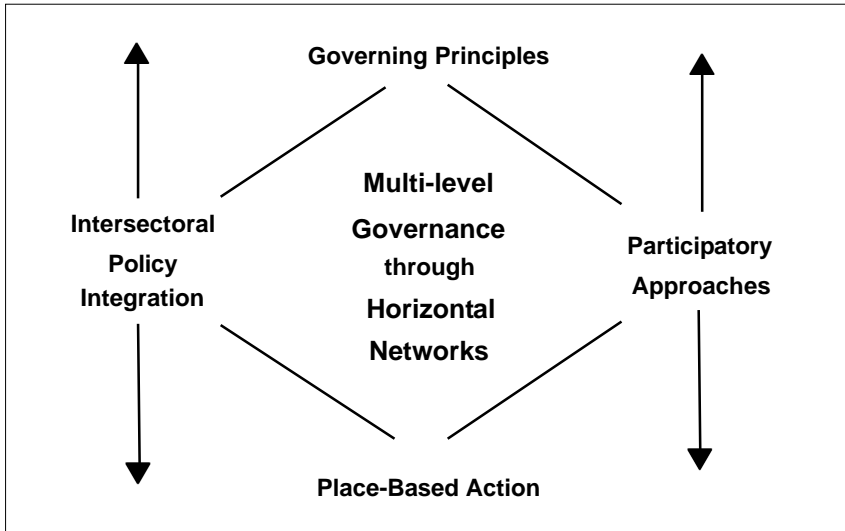 Governing Principles
Multi-level
Governance
through
Horizontal
Networks
Intersectoral
Policy
Integration
Participatory
Approaches
Place-Based Action